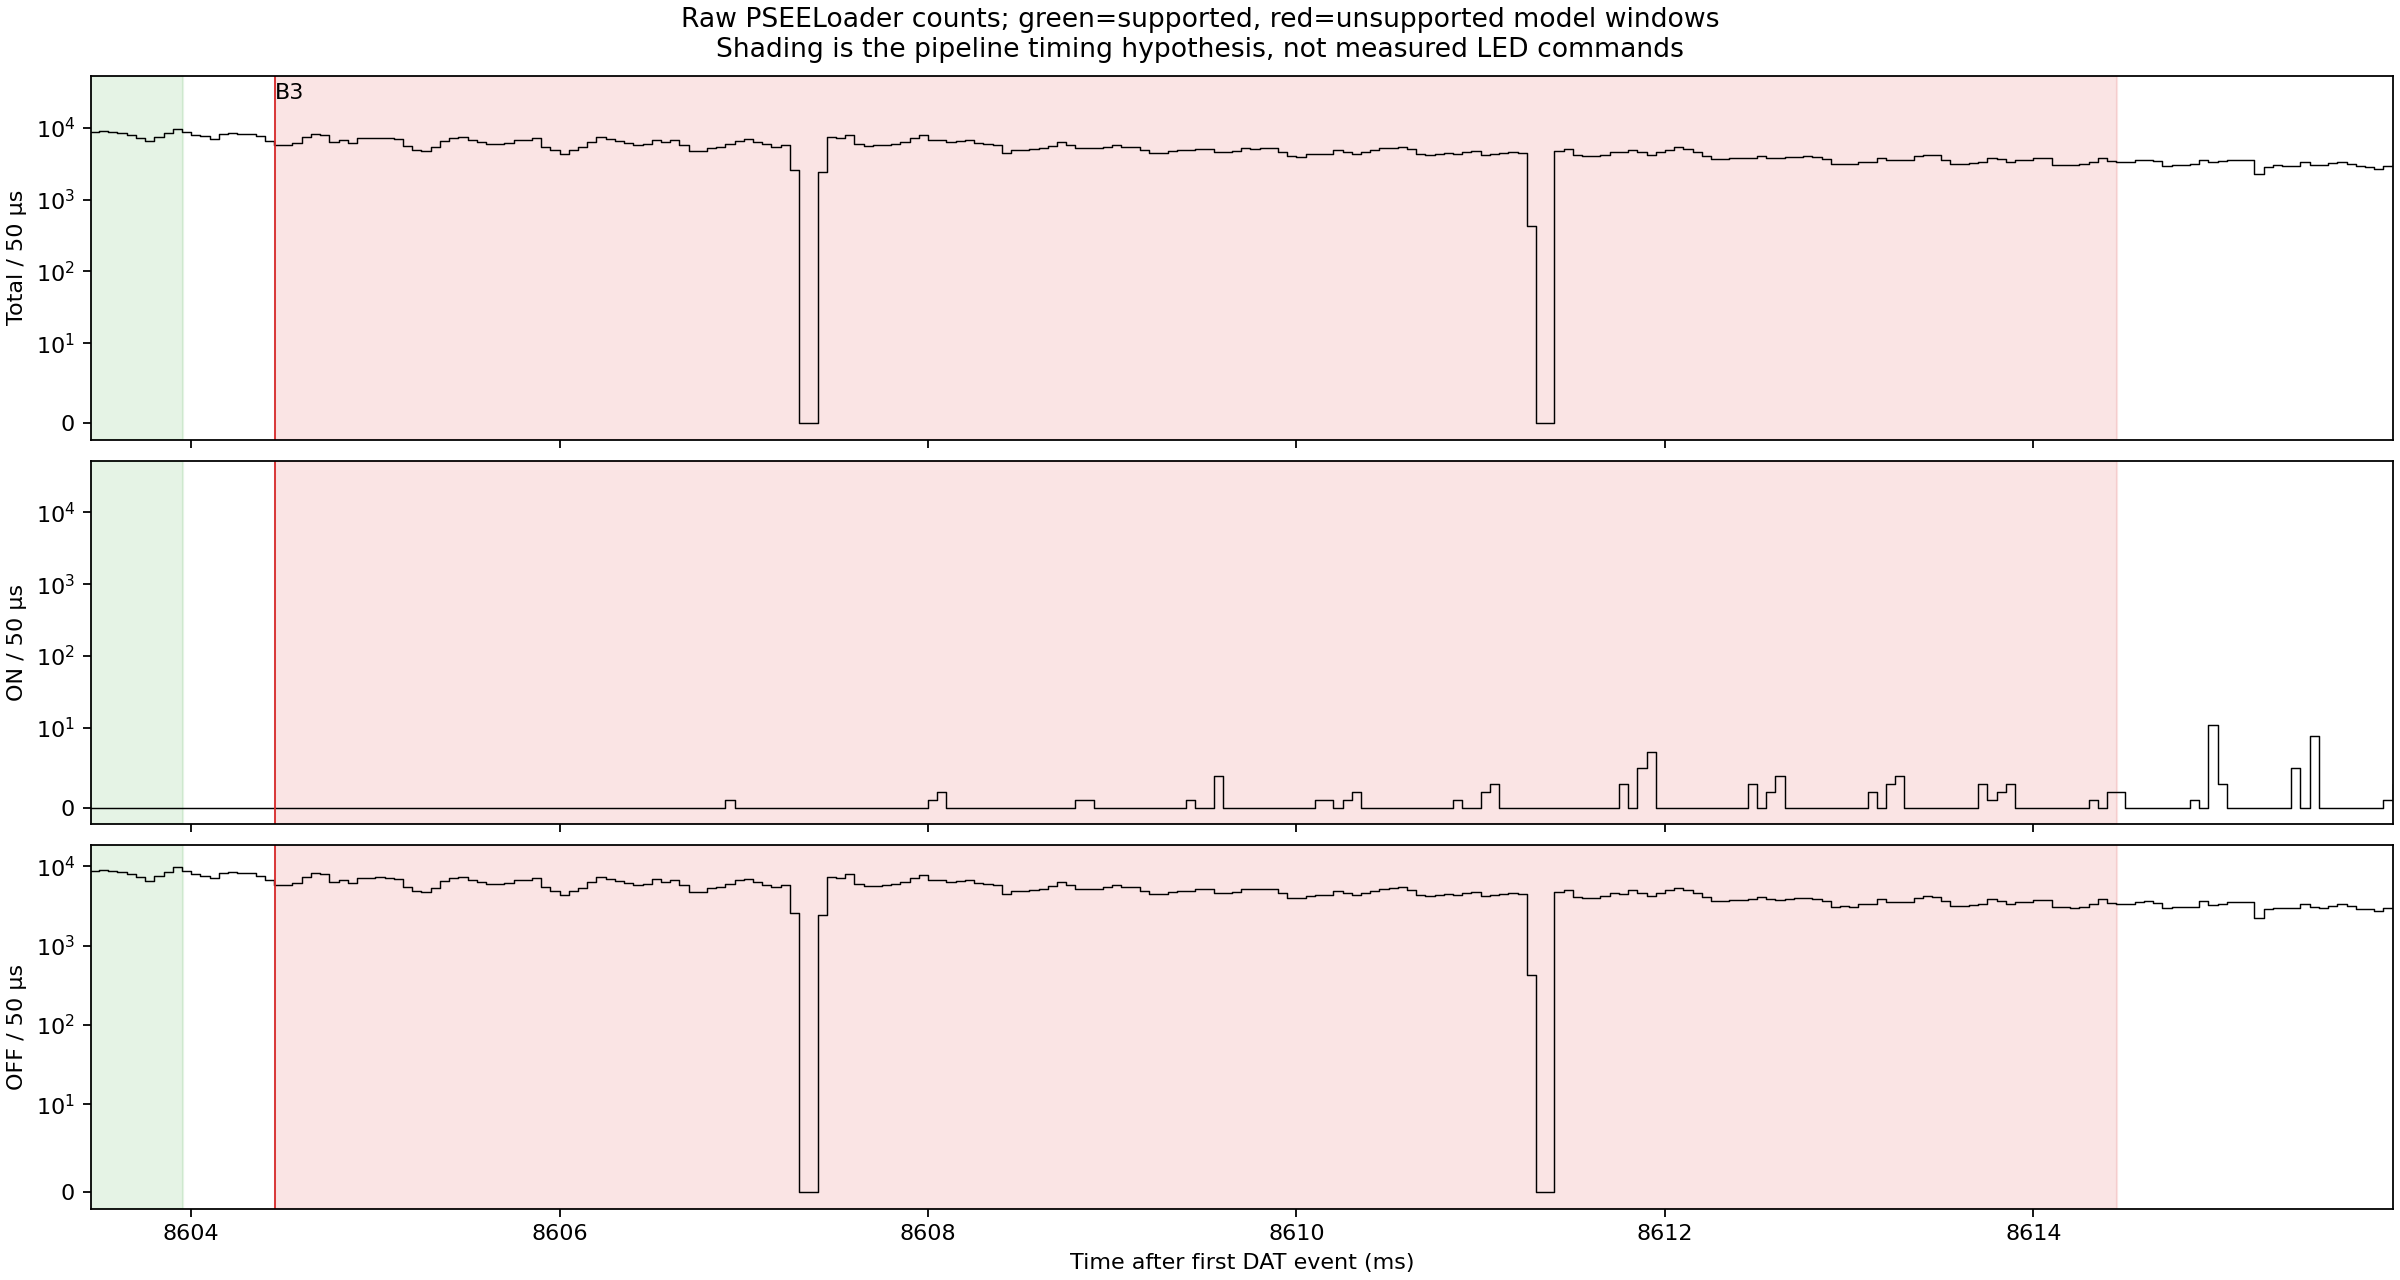 Raw PSEELoader counts; green=supported, red=unsupported model windows
Shading is the pipeline timing hypothesis, not measured LED commands
B3
10⁴
10³
10²
10¹
0
Total / 50 µs
10⁴
10³
10²
10¹
0
ON / 50 µs
10⁴
10³
10²
10¹
0
OFF / 50 µs
8604 8606 8608 8610 8612 8614
Time after first DAT event (ms)